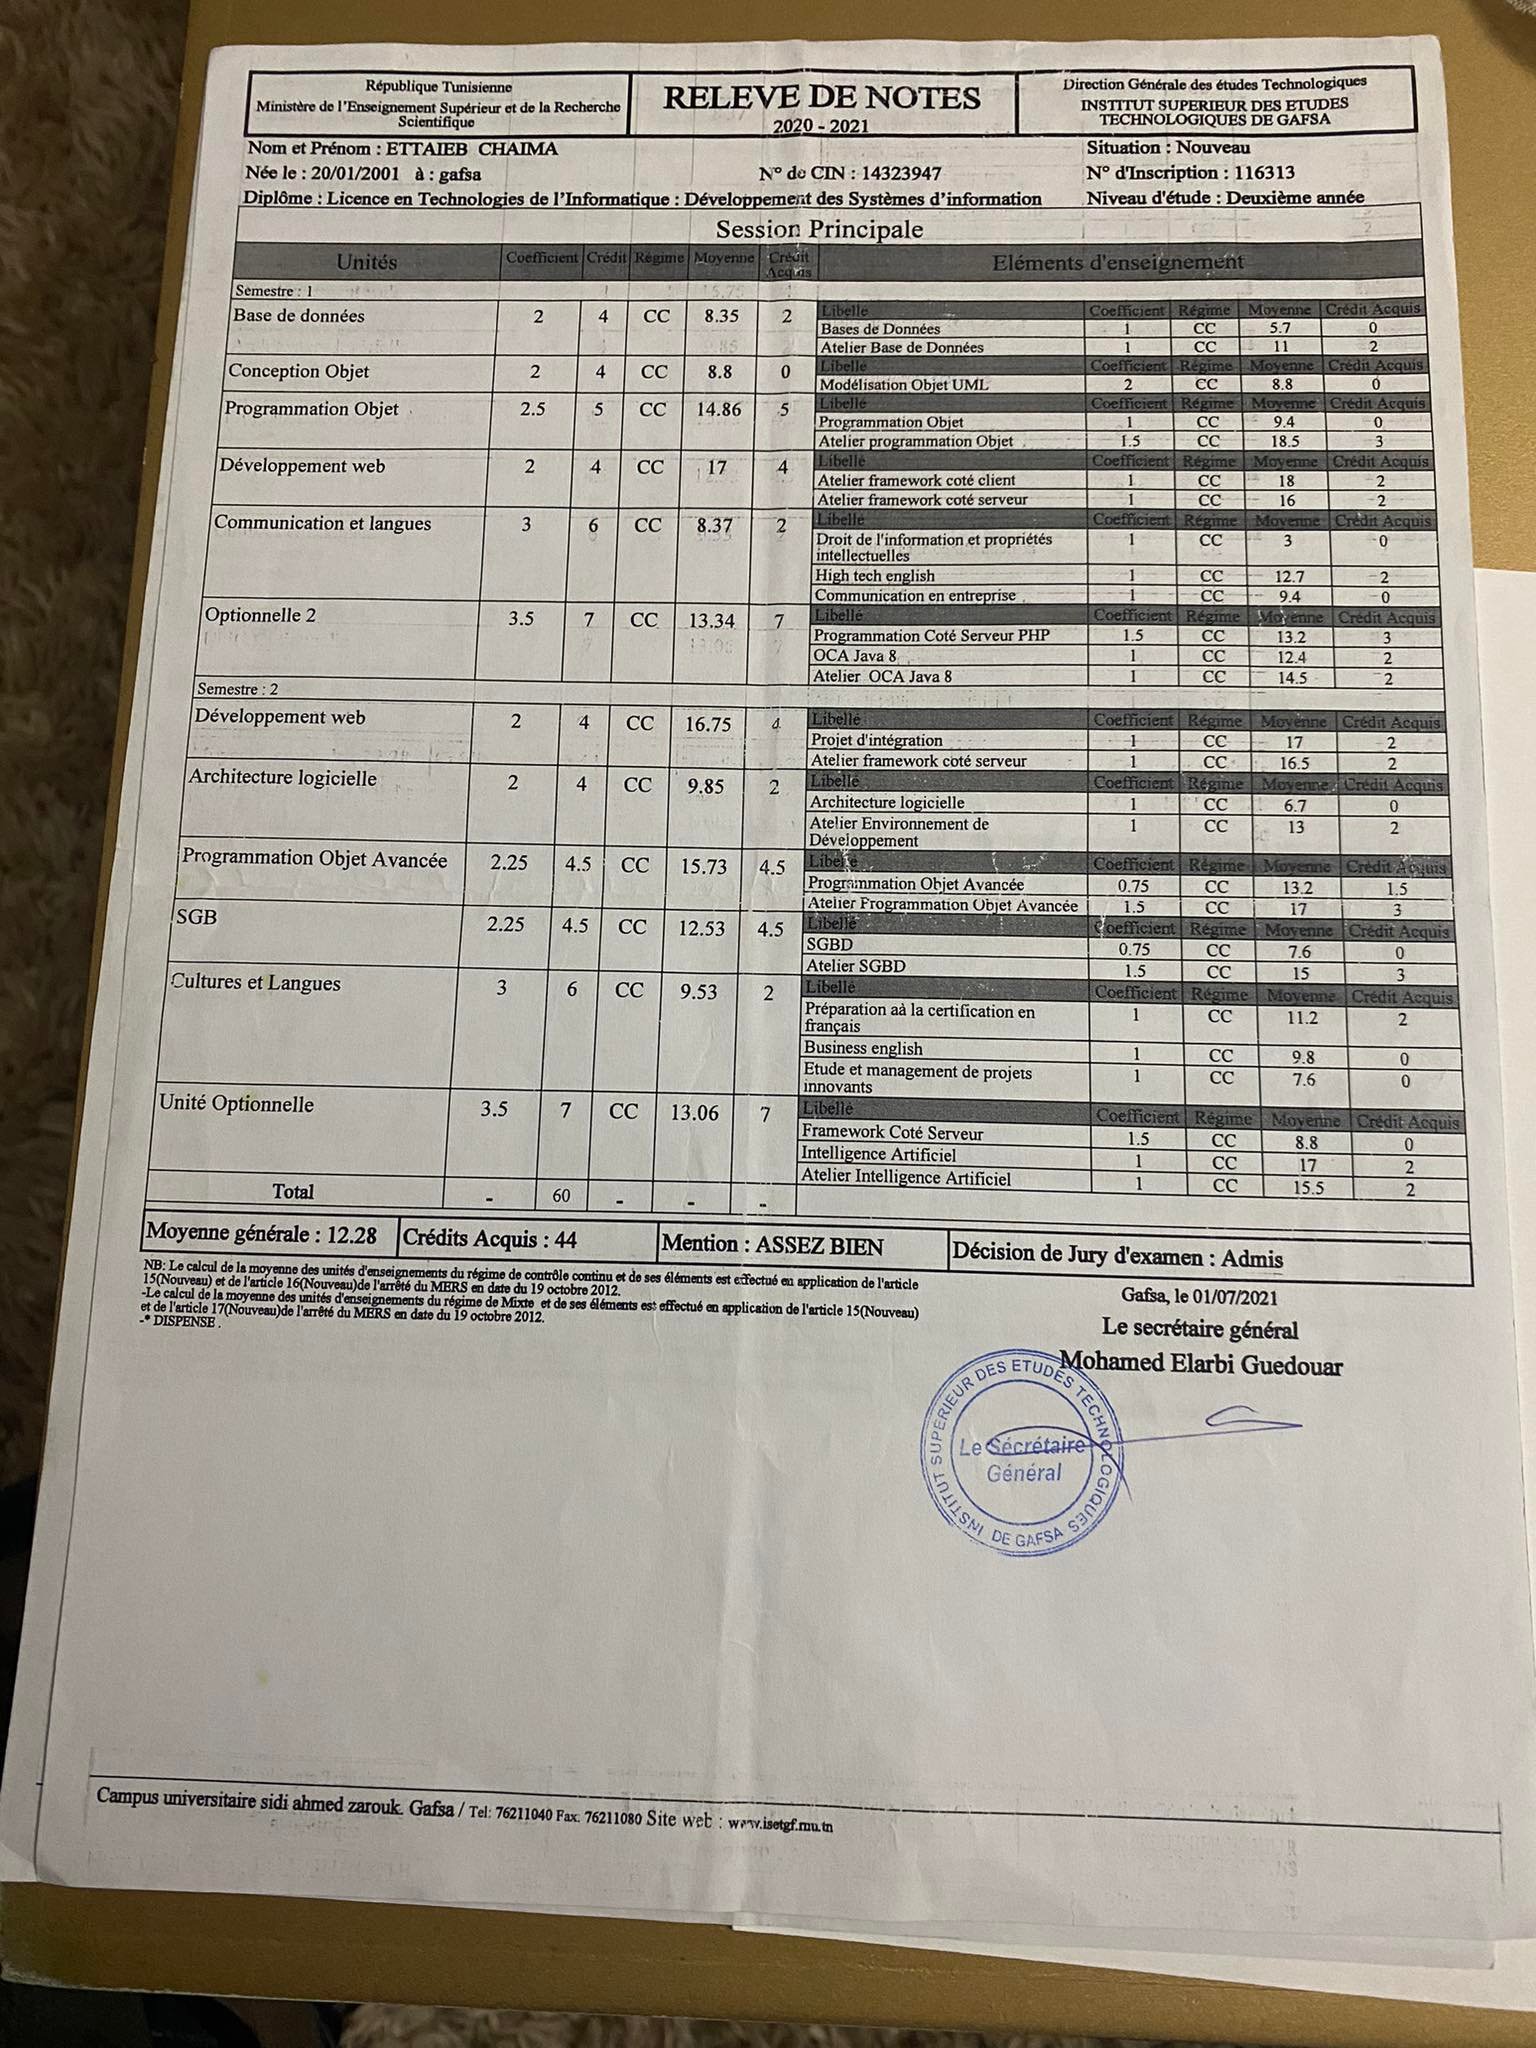 République Tunisienne
Ministère de l'Enseignement Supérieur et de la Recherche
Scientifique
RELEVE DE NOTES
2020 - 2021
Direction Générale des études Technologiques
INSTITUT SUPERIEUR DES ETUDES
TECHNOLOGIQUES DE GAFSA
Nom et Prénom : ETTAIEB CHAIMA Situation : Nouveau
Née le : 20/01/2001 à : gafsa N° de CIN : 14323947 N° d'Inscription : 116313
Diplôme : Licence en Technologies de l'Informatique : Développement des Systèmes d'information Niveau d'étude : Deuxième année
Session Principale
Unités Coefficient Crédit Régime Moyenne Crédit Acquis Eléments d'enseignement
Semestre : 1
Base de données 2 4 CC 8.35 2
Libellé Coefficient Régime Moyenne Crédit Acquis
Bases de Données 1 CC 5.7 0
Atelier Base de Données 1 CC 11 2
Conception Objet 2 4 CC 8.8 0
Libellé Coefficient Régime Moyenne Crédit Acquis
Modélisation Objet UML 2 CC 8.8 0
Programmation Objet 2.5 5 CC 14.86 5
Libellé Coefficient Régime Moyenne Crédit Acquis
Programmation Objet 1 CC 9.4 0
Atelier programmation Objet 1.5 CC 18.5 3
Développement web 2 4 CC 17 4
Libellé Coefficient Régime Moyenne Crédit Acquis
Atelier framework coté client 1 CC 18 2
Atelier framework coté serveur 1 CC 16 2
Communication et langues 3 6 CC 8.37 2
Libellé Coefficient Régime Moyenne Crédit Acquis
Droit de l'information et propriétés 1 CC 3 0
intellectuelles
High tech english 1 CC 12.7 2
Communication en entreprise 1 CC 9.4 0
Optionnelle 2 3.5 7 CC 13.34 7
Libellé Coefficient Régime Moyenne Crédit Acquis
Programmation Coté Serveur PHP 1.5 CC 13.2 3
OCA Java 8 1 CC 12.4 2
Atelier OCA Java 8 1 CC 14.5 2
Semestre : 2
Développement web 2 4 CC 16.75 4
Libellé Coefficient Régime Moyenne Crédit Acquis
Projet d'intégration 1 CC 17 2
Atelier framework coté serveur 1 CC 16.5 2
Architecture logicielle 2 4 CC 9.85 2
Libellé Coefficient Régime Moyenne Crédit Acquis
Architecture logicielle 1 CC 6.7 0
Atelier Environnement de 1 CC 13 2
Développement
Programmation Objet Avancée 2.25 4.5 CC 15.73 4.5
Libellé Coefficient Régime Moyenne Crédit Acquis
Programmation Objet Avancée 0.75 CC 13.2 1.5
Atelier Programmation Objet Avancée 1.5 CC 17 3
SGB 2.25 4.5 CC 12.53 4.5
Libellé Coefficient Régime Moyenne Crédit Acquis
SGBD 0.75 CC 7.6 0
Atelier SGBD 1.5 CC 15 3
Cultures et Langues 3 6 CC 9.53 2
Libellé Coefficient Régime Moyenne Crédit Acquis
Préparation aà la certification en 1 CC 11.2 2
français
Business english 1 CC 9.8 0
Etude et management de projets 1 CC 7.6 0
innovants
Unité Optionnelle 3.5 7 CC 13.06 7
Libellé Coefficient Régime Moyenne Crédit Acquis
Framework Coté Serveur 1.5 CC 8.8 0
Intelligence Artificiel 1 CC 17 2
Atelier Intelligence Artificiel 1 CC 15.5 2
Total - 60 - - -
Moyenne générale : 12.28 Crédits Acquis : 44 Mention : ASSEZ BIEN Décision de Jury d'examen : Admis
NB: Le calcul de la moyenne des unités d'enseignements du régime de contrôle continu et de ses éléments est effectué en application de l'article
15(Nouveau) et de l'article 16(Nouveau)de l'arrêté du MERS en date du 19 octobre 2012.
-Le calcul de la moyenne des unités d'enseignements du régime de Mixte et de ses éléments est effectué en application de l'article 15(Nouveau)
et de l'article 17(Nouveau)de l'arrêté du MERS en date du 19 octobre 2012.
-* DISPENSE .
Gafsa, le 01/07/2021
Le secrétaire général
Mohamed Elarbi Guedouar
INSTITUT SUPERIEUR DES ETUDES TECHNOLOGIQUES DE GAFSA
Le Sécrétaire
Général
Campus universitaire sidi ahmed zarouk. Gafsa / Tel: 76211040 Fax: 76211080 Site web : www.isetgf.rnu.tn